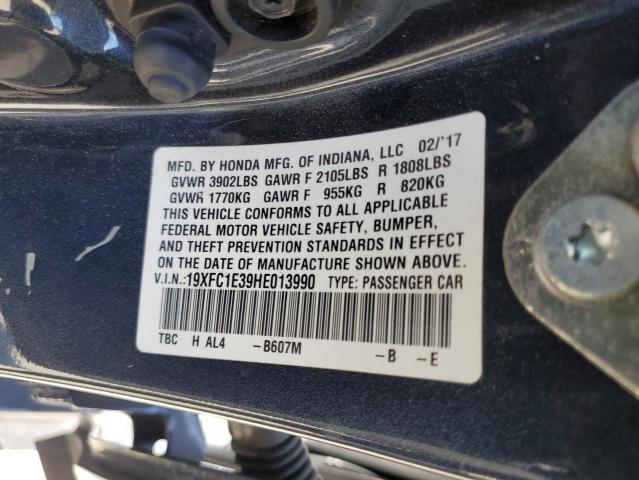 MFD. BY HONDA MFG. OF INDIANA, LLC 02/'17
GVWR 3902LBS GAWR F 2105LBS R 1808LBS
GVWR 1770KG GAWR F 955KG R 820KG
THIS VEHICLE CONFORMS TO ALL APPLICABLE
FEDERAL MOTOR VEHICLE SAFETY, BUMPER,
AND THEFT PREVENTION STANDARDS IN EFFECT
ON THE DATE OF MANUFACTURE SHOWN ABOVE.
V.I.N.:19XFC1E39HE013990 TYPE: PASSENGER CAR
TBC H AL4 -B607M -B -E